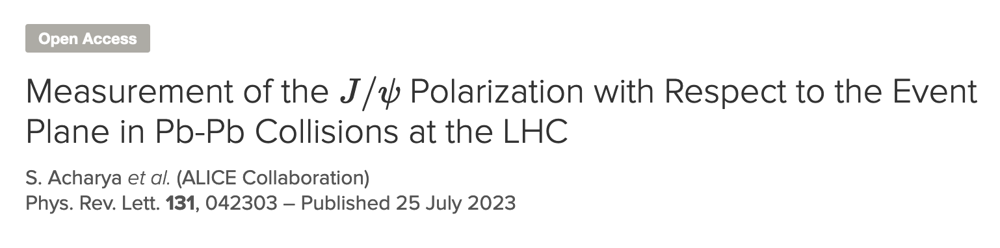 Open Access
Measurement of the J/ψ Polarization with Respect to the Event
Plane in Pb-Pb Collisions at the LHC
S. Acharya et al. (ALICE Collaboration)
Phys. Rev. Lett. 131, 042303 – Published 25 July 2023